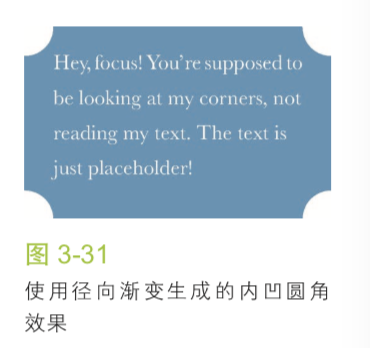 Hey, focus! You’re supposed to
be looking at my corners, not
reading my text. The text is
just placeholder!
图 3-31
使用径向渐变生成的内凹圆角
效果